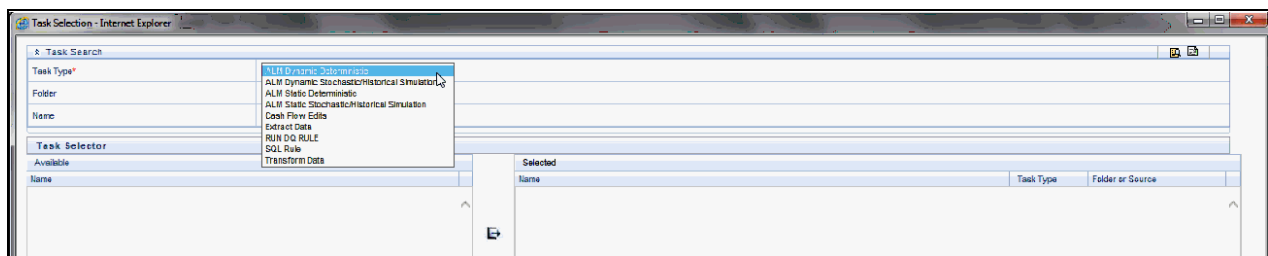 Task Selection - Internet Explorer
Task Search
Task Type*
ALM Dynamic Deterministic
ALM Dynamic Stochastic/Historical Simulation
Folder
ALM Static Deterministic
ALM Static Stochastic/Historical Simulation
Name
Cash Flow Edits
Extract Data
RUN DQ RULE
SQL Rule
Transform Data
Task Selector
Available
Selected
Name
Name Task Type Folder or Source